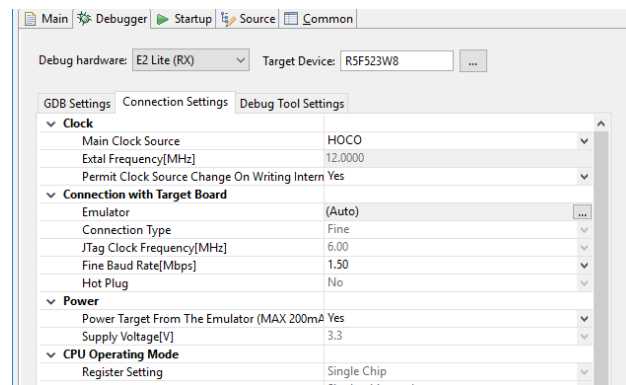 Main Debugger Startup Source Common
Debug hardware: E2 Lite (RX) Target Device: R5F523W8 ...
GDB Settings Connection Settings Debug Tool Settings
Clock
Main Clock Source HOCO
Extal Frequency[MHz] 12.0000
Permit Clock Source Change On Writing Intern Yes
Connection with Target Board
Emulator (Auto) ...
Connection Type Fine
JTag Clock Frequency[MHz] 6.00
Fine Baud Rate[Mbps] 1.50
Hot Plug No
Power
Power Target From The Emulator (MAX 200mA Yes
Supply Voltage[V] 3.3
CPU Operating Mode
Register Setting Single Chip